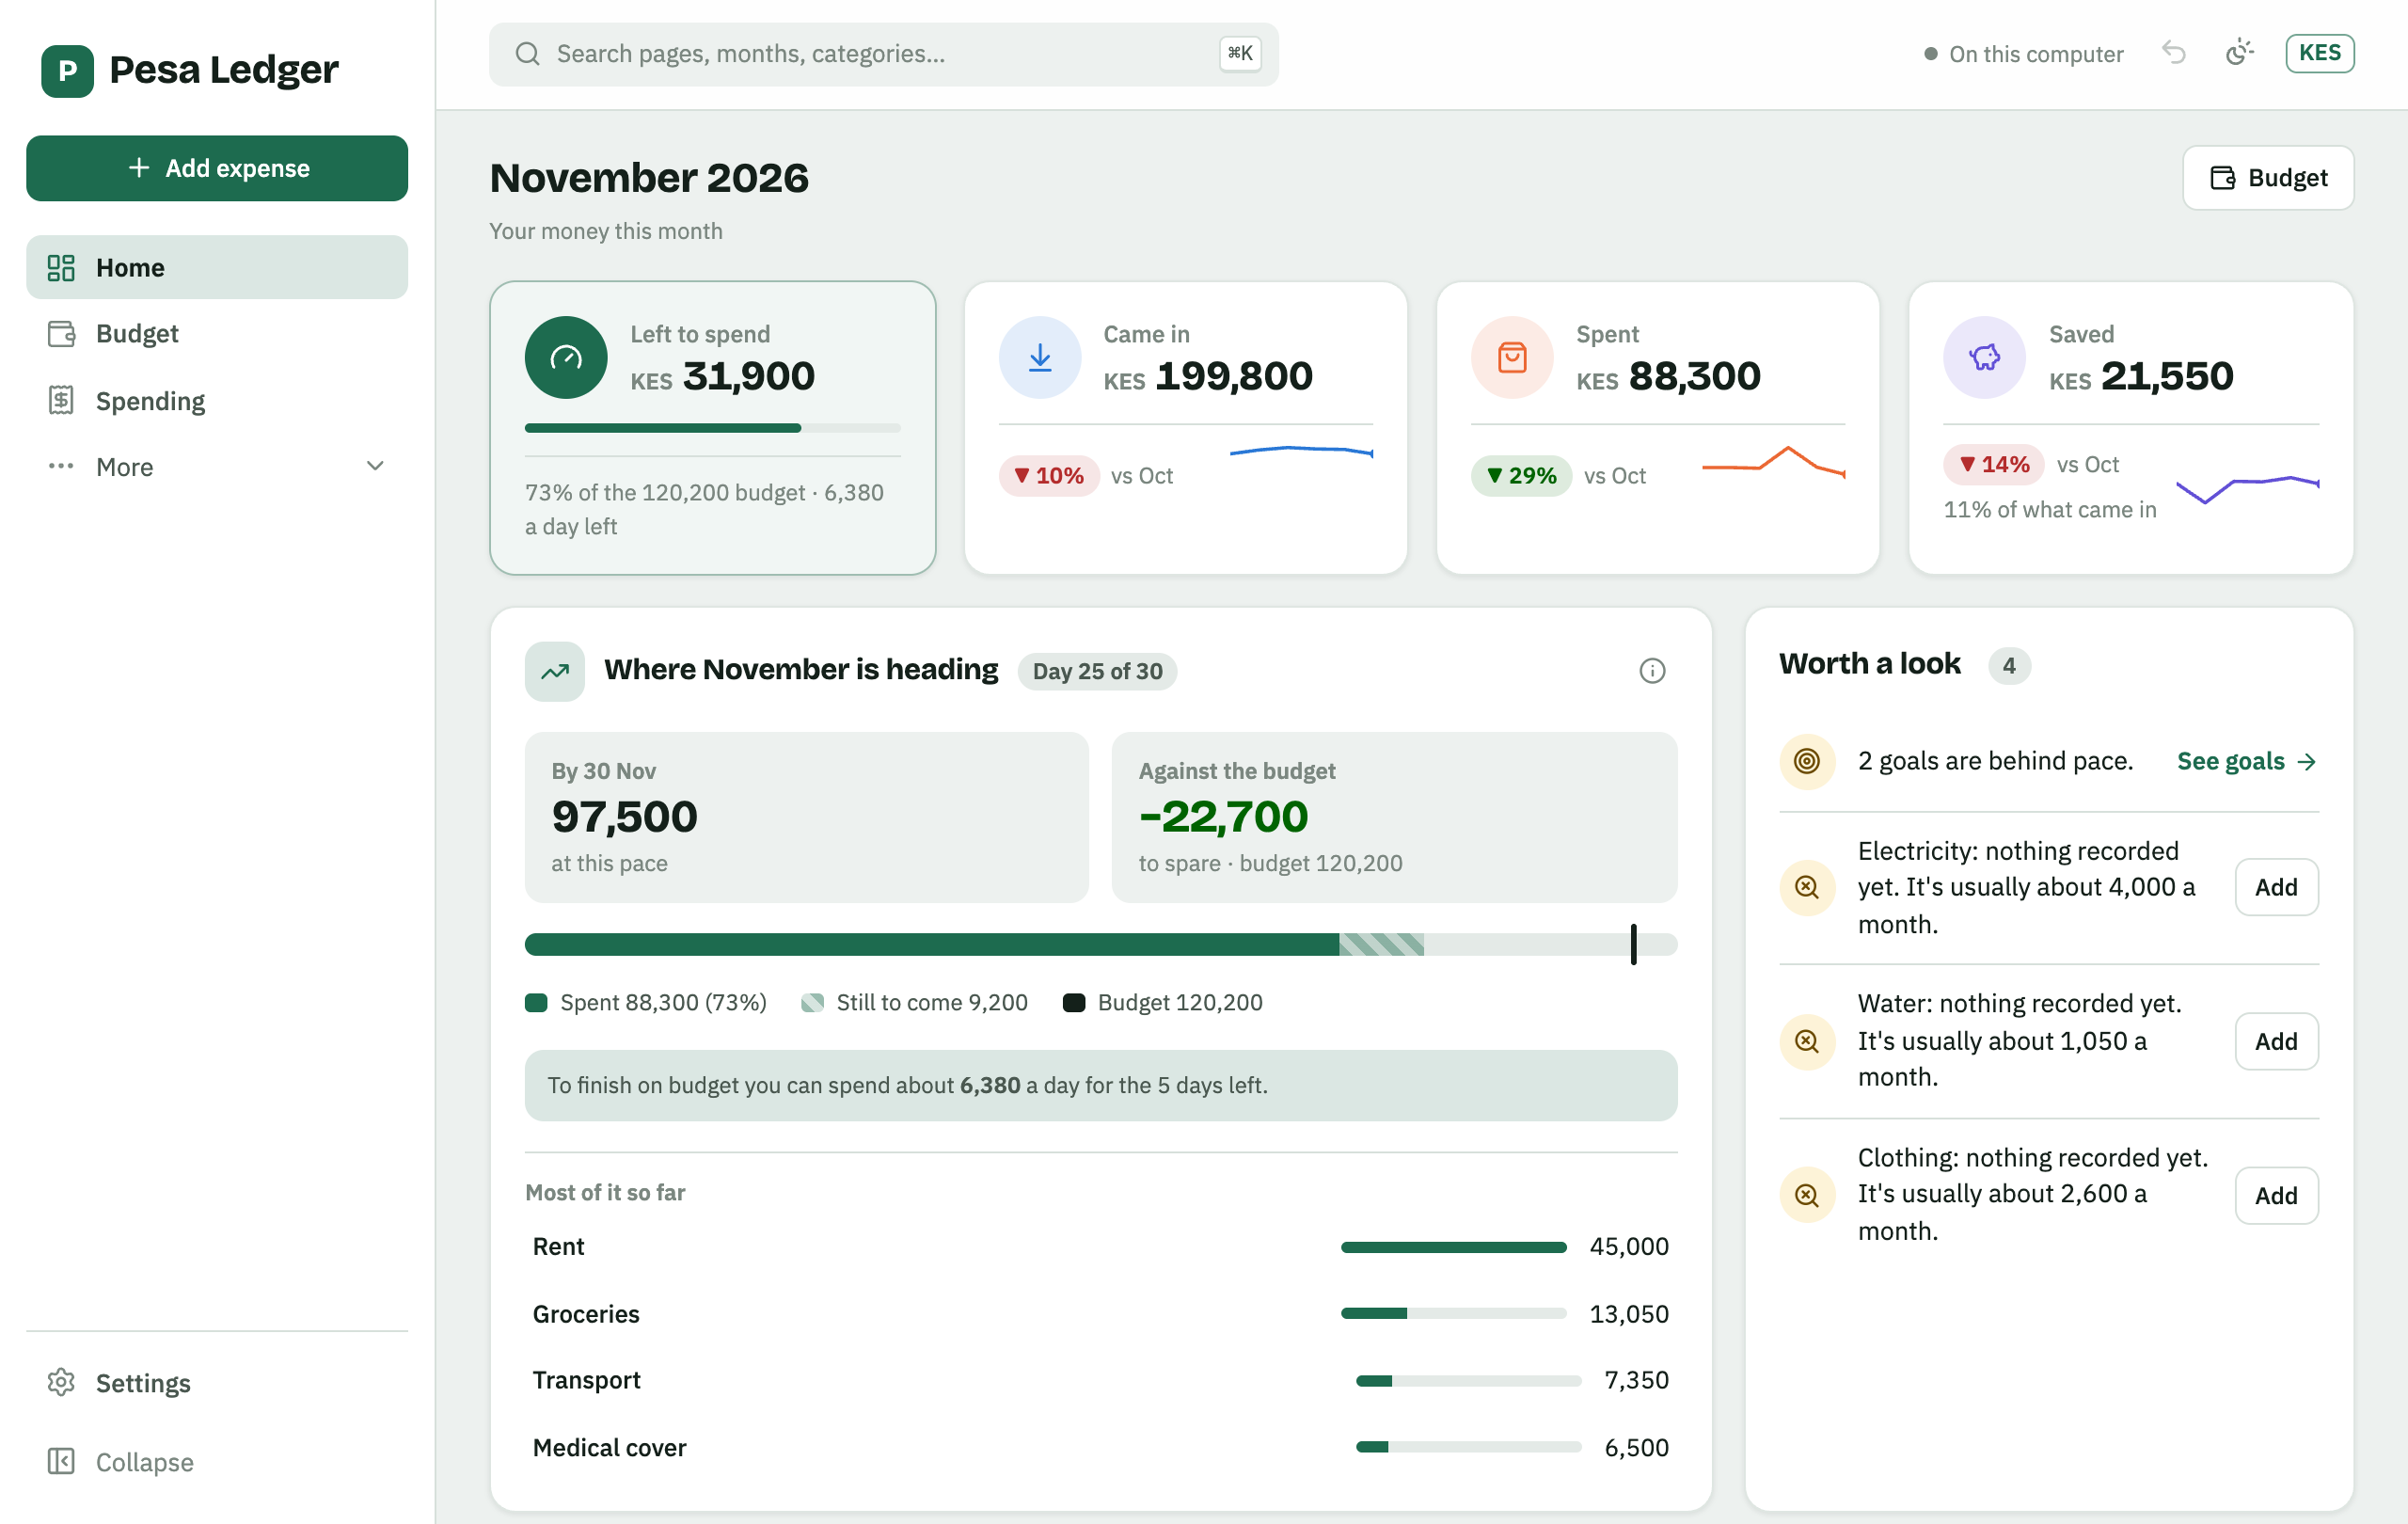 P Pesa Ledger
+ Add expense
Home
Budget
Spending
More
Settings
Collapse
Search pages, months, categories...
⌘K
On this computer
KES
November 2026
Your money this month
Budget
Left to spend
KES 31,900
73% of the 120,200 budget · 6,380
a day left
Came in
KES 199,800
▼ 10% vs Oct
Spent
KES 88,300
▼ 29% vs Oct
Saved
KES 21,550
▼ 14% vs Oct
11% of what came in
Where November is heading
Day 25 of 30
By 30 Nov
97,500
at this pace
Against the budget
−22,700
to spare · budget 120,200
Spent 88,300 (73%)
Still to come 9,200
Budget 120,200
To finish on budget you can spend about 6,380 a day for the 5 days left.
Most of it so far
Rent 45,000
Groceries 13,050
Transport 7,350
Medical cover 6,500
Worth a look 4
2 goals are behind pace.
See goals →
Electricity: nothing recorded
yet. It's usually about 4,000 a
month.
Add
Water: nothing recorded yet.
It's usually about 1,050 a
month.
Add
Clothing: nothing recorded yet.
It's usually about 2,600 a
month.
Add